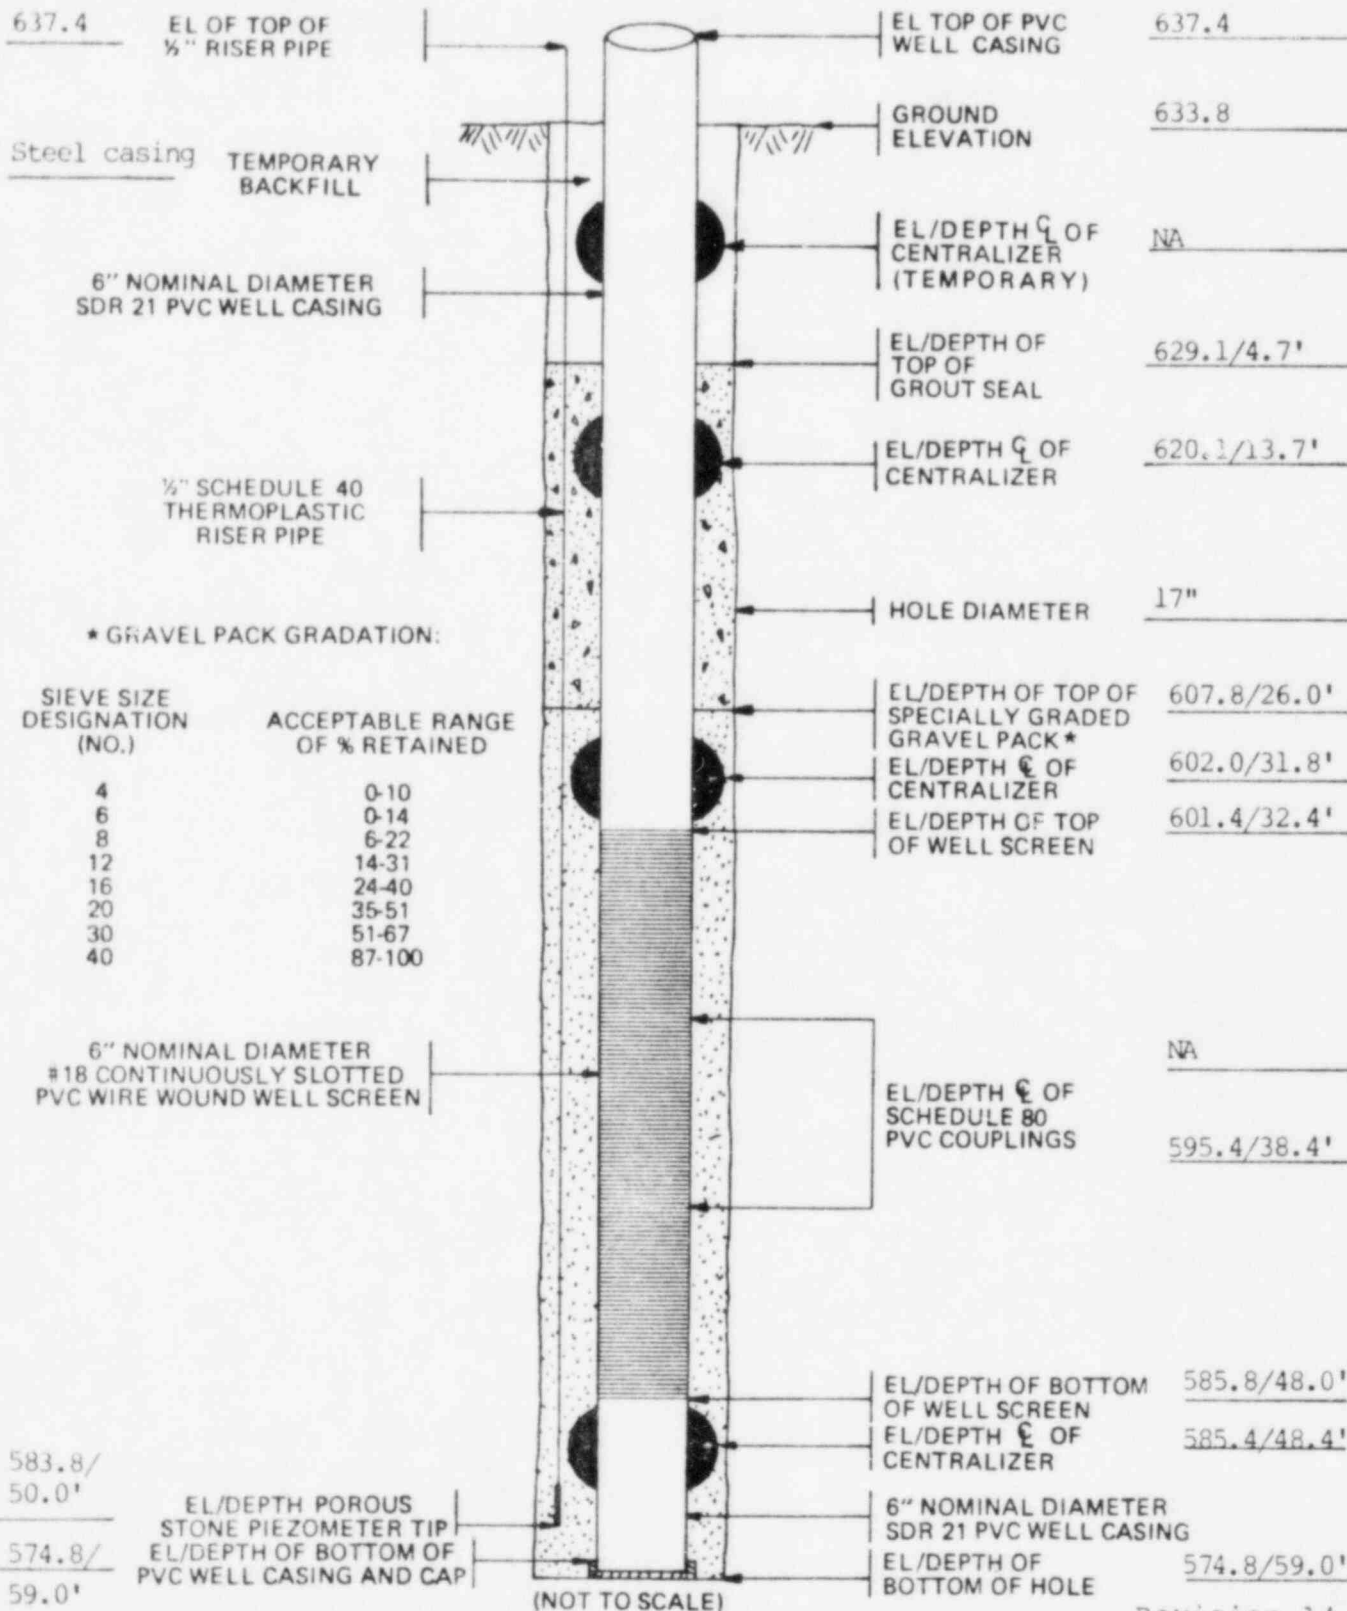 637.4
EL OF TOP OF
½" RISER PIPE
EL TOP OF PVC
WELL CASING
637.4
GROUND
ELEVATION
633.8
Steel casing
TEMPORARY
BACKFILL
EL/DEPTH ℄ OF
CENTRALIZER
(TEMPORARY)
NA
6" NOMINAL DIAMETER
SDR 21 PVC WELL CASING
EL/DEPTH OF
TOP OF
GROUT SEAL
629.1/4.7'
EL/DEPTH ℄ OF
CENTRALIZER
620.1/13.7'
½" SCHEDULE 40
THERMOPLASTIC
RISER PIPE
HOLE DIAMETER
17"
* GRAVEL PACK GRADATION:
SIEVE SIZE
DESIGNATION
(NO.)
ACCEPTABLE RANGE
OF % RETAINED
4 0-10
6 0-14
8 6-22
12 14-31
16 24-40
20 35-51
30 51-67
40 87-100
EL/DEPTH OF TOP OF
SPECIALLY GRADED
GRAVEL PACK *
607.8/26.0'
EL/DEPTH ℄ OF
CENTRALIZER
602.0/31.8'
EL/DEPTH OF TOP
OF WELL SCREEN
601.4/32.4'
6" NOMINAL DIAMETER
#18 CONTINUOUSLY SLOTTED
PVC WIRE WOUND WELL SCREEN
NA
EL/DEPTH ℄ OF
SCHEDULE 80
PVC COUPLINGS
595.4/38.4'
EL/DEPTH OF BOTTOM
OF WELL SCREEN
585.8/48.0'
EL/DEPTH ℄ OF
CENTRALIZER
585.4/48.4'
583.8/
50.0'
EL/DEPTH POROUS
STONE PIEZOMETER TIP
6" NOMINAL DIAMETER
SDR 21 PVC WELL CASING
574.8/
59.0'
EL/DEPTH OF BOTTOM OF
PVC WELL CASING AND CAP
EL/DEPTH OF
BOTTOM OF HOLE
574.8/59.0'
(NOT TO SCALE)